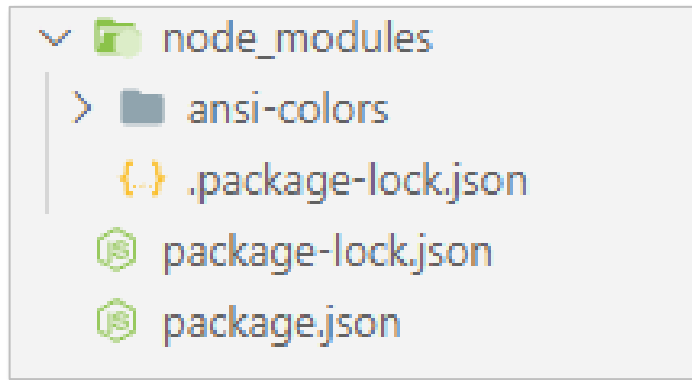 node_modules
ansi-colors
.package-lock.json
package-lock.json
package.json